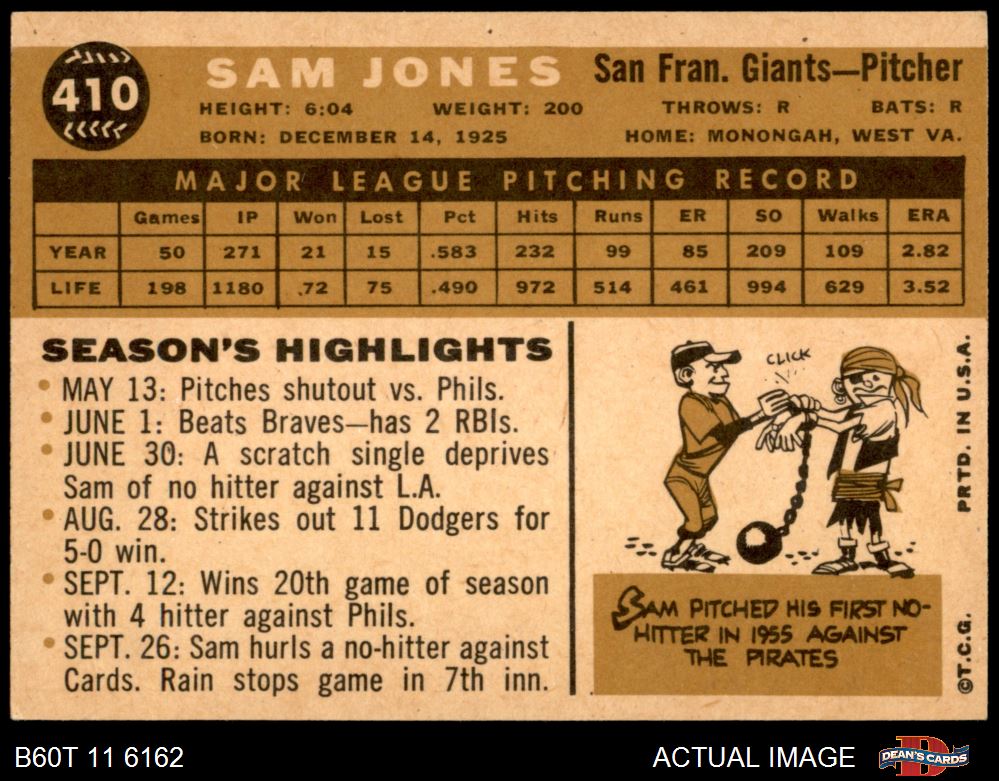 410
SAM JONES San Fran. Giants—Pitcher
HEIGHT: 6:04 WEIGHT: 200 THROWS: R BATS: R
BORN: DECEMBER 14, 1925 HOME: MONONGAH, WEST VA.
MAJOR LEAGUE PITCHING RECORD
Games IP Won Lost Pct Hits Runs ER SO Walks ERA
YEAR 50 271 21 15 .583 232 99 85 209 109 2.82
LIFE 198 1180 .72 75 .490 972 514 461 994 629 3.52
SEASON'S HIGHLIGHTS
• MAY 13: Pitches shutout vs. Phils.
• JUNE 1: Beats Braves—has 2 RBIs.
• JUNE 30: A scratch single deprives
Sam of no hitter against L.A.
• AUG. 28: Strikes out 11 Dodgers for
5-0 win.
• SEPT. 12: Wins 20th game of season
with 4 hitter against Phils.
• SEPT. 26: Sam hurls a no-hitter against
Cards. Rain stops game in 7th inn.
CLICK
SAM PITCHED HIS FIRST NO-
HITTER IN 1955 AGAINST
THE PIRATES
©T.C.G. PRTD. IN U.S.A.
B60T 11 6162 ACTUAL IMAGE DEAN'S CARDS